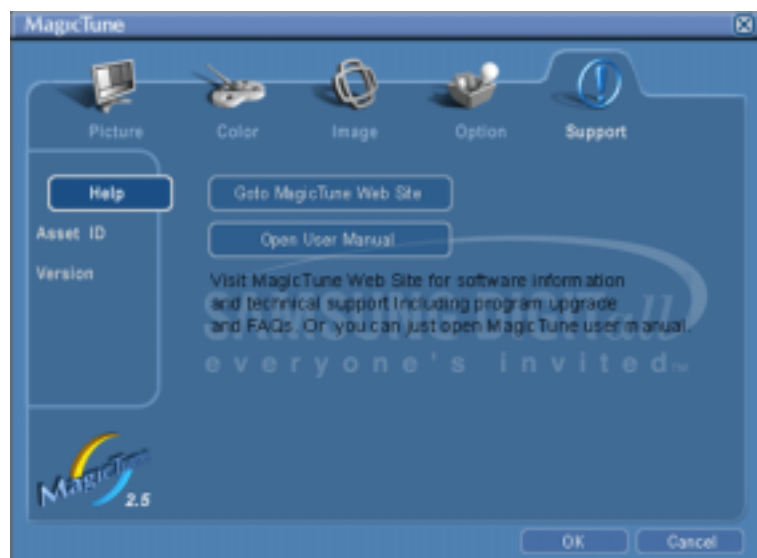 MagicTune
Picture Color Image Option Support
Help
Asset ID
Version
Goto MagicTune Web Site
Open User Manual
Visit MagicTune Web Site for software information
and technical support Including program upgrade
and FAQs. Or you can just open MagicTune user manual.
SAMSUNG DIGITall
everyone's invited™
MagicTune
2.5
OK Cancel